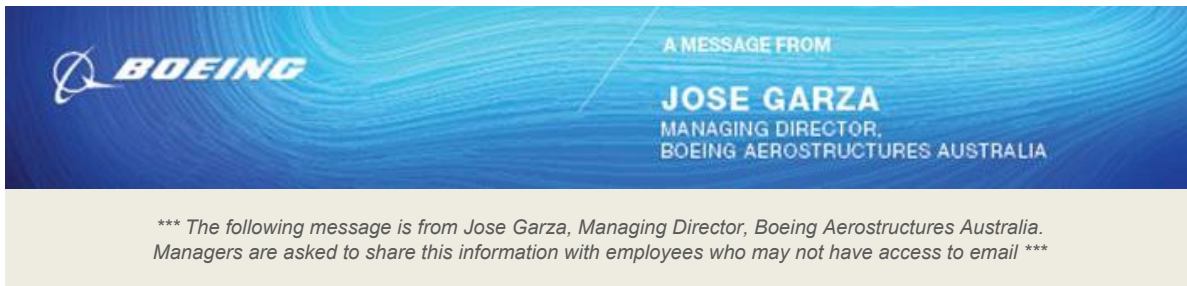 BOEING
A MESSAGE FROM
JOSE GARZA
MANAGING DIRECTOR,
BOEING AEROSTRUCTURES AUSTRALIA
*** The following message is from Jose Garza, Managing Director, Boeing Aerostructures Australia.
Managers are asked to share this information with employees who may not have access to email ***